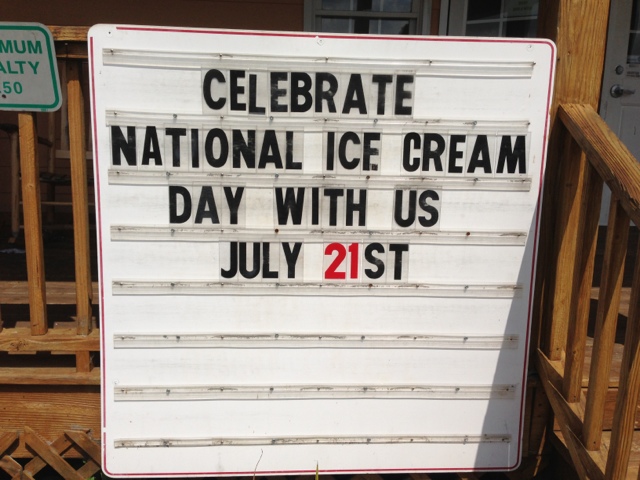 CELEBRATE
NATIONAL ICE CREAM
DAY WITH US
JULY 21ST
MUM
ALTY
50